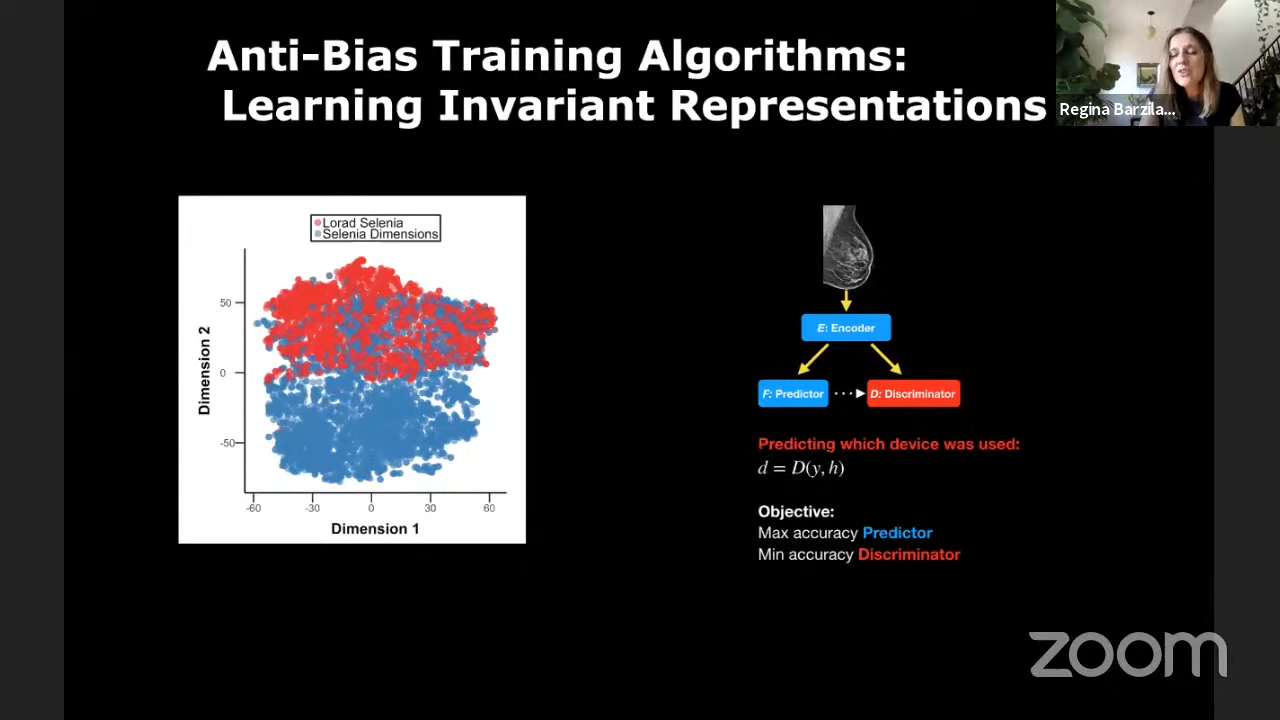 Anti-Bias Training Algorithms:
Learning Invariant Representations
Regina Barzila...
Lorad Selenia
Selenia Dimensions
50
0
-50
Dimension 2
-60
-30
0
30
60
Dimension 1
E: Encoder
F: Predictor
D: Discriminator
Predicting which device was used:
d = D(y, h)
Objective:
Max accuracy Predictor
Min accuracy Discriminator
zoom